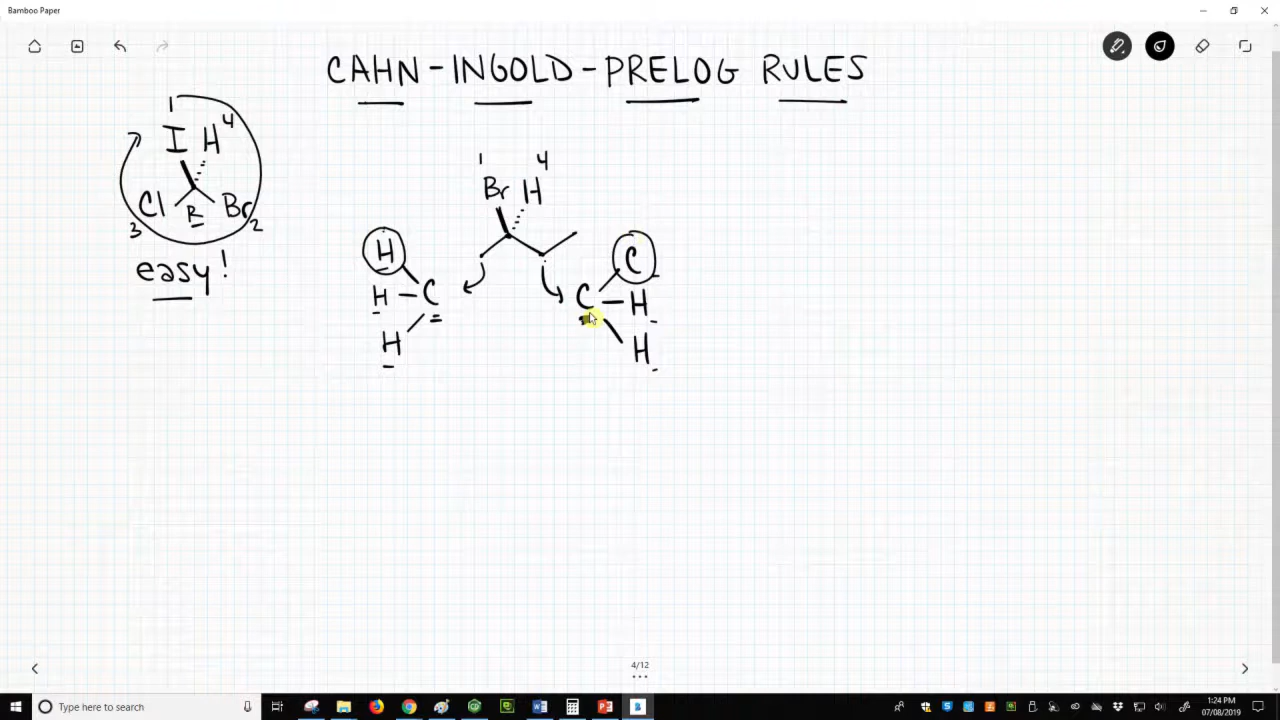 Bamboo Paper
CAHN-INGOLD-PRELOG RULES
1
I H 4
Cl R Br
3 2
easy!
1 4
Br H
H C
H C C H
H H
4/12
Type here to search
1:24 PM
07/08/2019